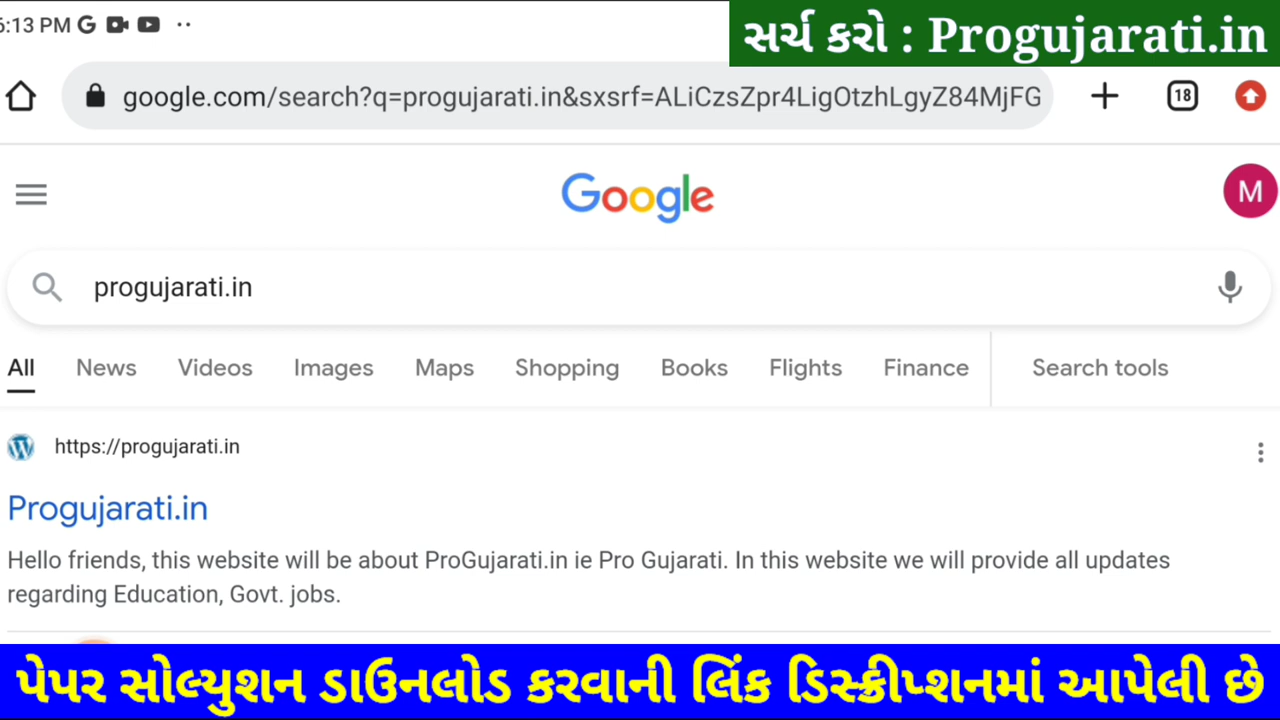 6:13 PM
સર્ચ કરો : Progujarati.in
google.com/search?q=progujarati.in&sxsrf=ALiCzsZpr4LigOtzhLgyZ84MjFG
18
Google
M
progujarati.in
All News Videos Images Maps Shopping Books Flights Finance Search tools
https://progujarati.in
Progujarati.in
Hello friends, this website will be about ProGujarati.in ie Pro Gujarati. In this website we will provide all updates
regarding Education, Govt. jobs.
પેપર સોલ્યુશન ડાઉનલોડ કરવાની લિંક ડિસ્ક્રીપ્શનમાં આપેલી છે